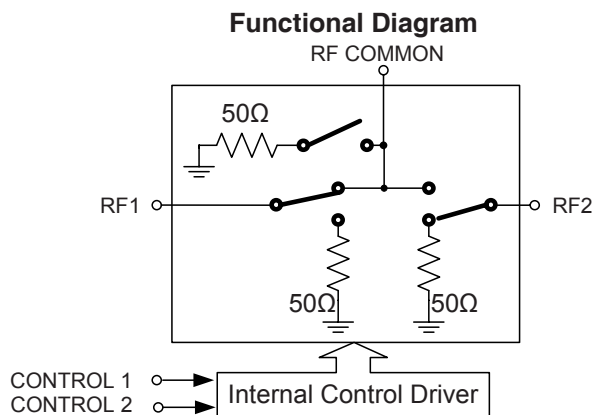 Functional Diagram
RF COMMON
50Ω
RF1
RF2
50Ω
50Ω
CONTROL 1
CONTROL 2
Internal Control Driver